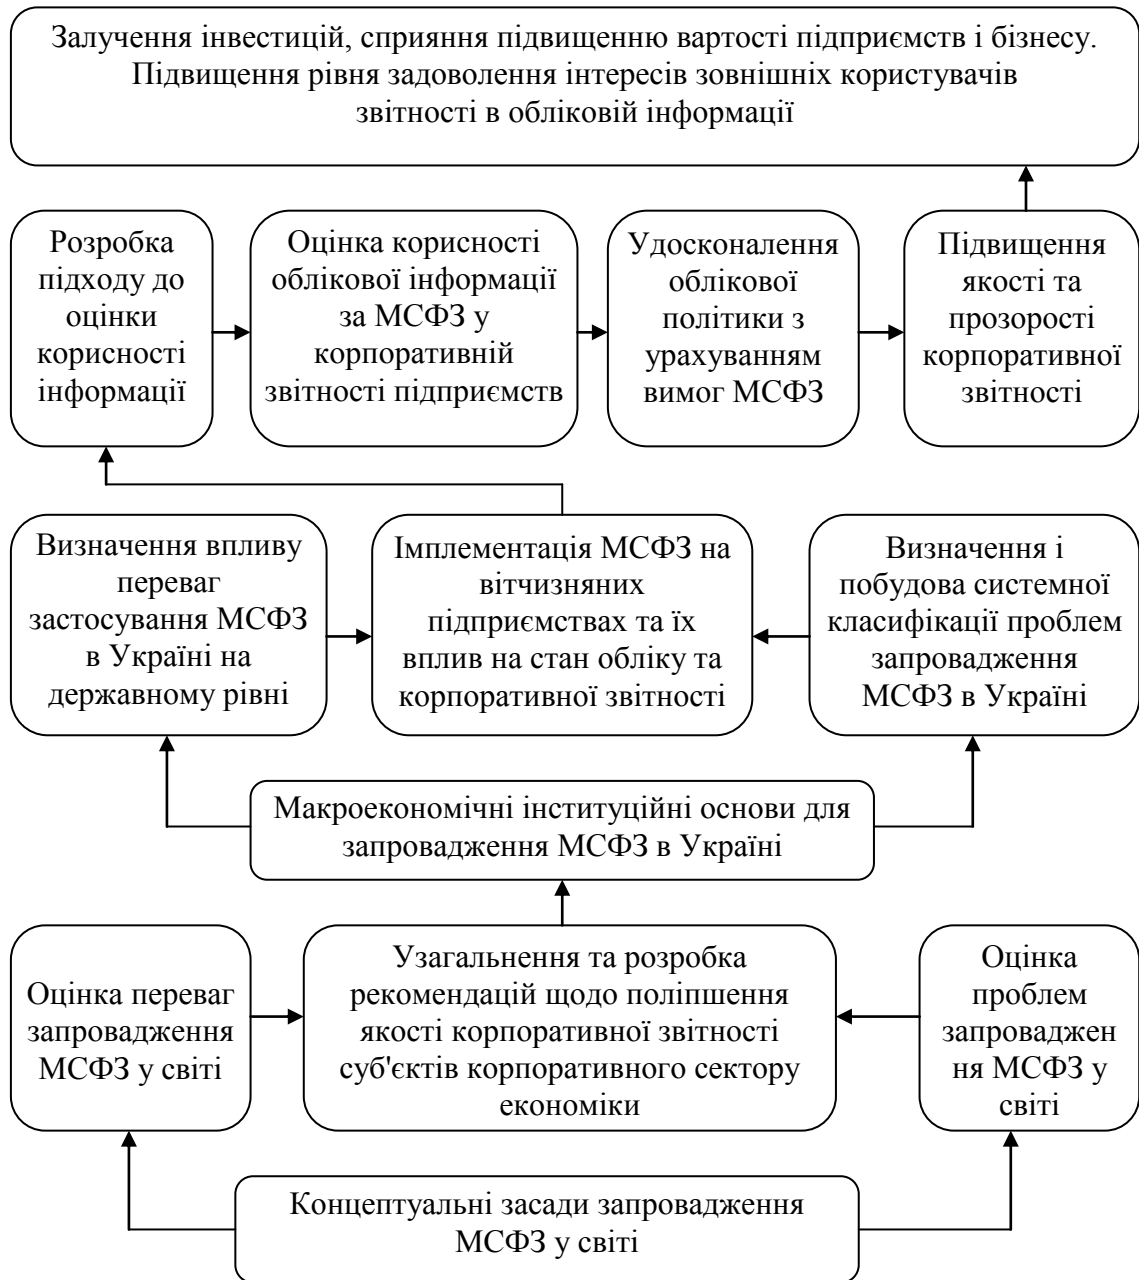 Залучення інвестицій, сприяння підвищенню вартості підприємств і бізнесу.
Підвищення рівня задоволення інтересів зовнішніх користувачів
звітності в обліковій інформації
Розробка
підходу до
оцінки
корисності
інформації
Оцінка корисності
облікової інформації
за МСФЗ у
корпоративній
звітності підприємств
Удосконалення
облікової
політики з
урахуванням
вимог МСФЗ
Підвищення
якості та
прозорості
корпоративної
звітності
Визначення впливу
переваг
застосування МСФЗ
в Україні на
державному рівні
Імплементація МСФЗ на
вітчизняних
підприємствах та їх
вплив на стан обліку та
корпоративної звітності
Визначення і
побудова системної
класифікації проблем
запровадження
МСФЗ в Україні
Макроекономічні інституційні основи для
запровадження МСФЗ в Україні
Оцінка переваг
запровадження
МСФЗ у світі
Узагальнення та розробка
рекомендацій щодо поліпшення
якості корпоративної звітності
суб'єктів корпоративного сектору
економіки
Оцінка
проблем
запроваджен
ня МСФЗ у
світі
Концептуальні засади запровадження
МСФЗ у світі